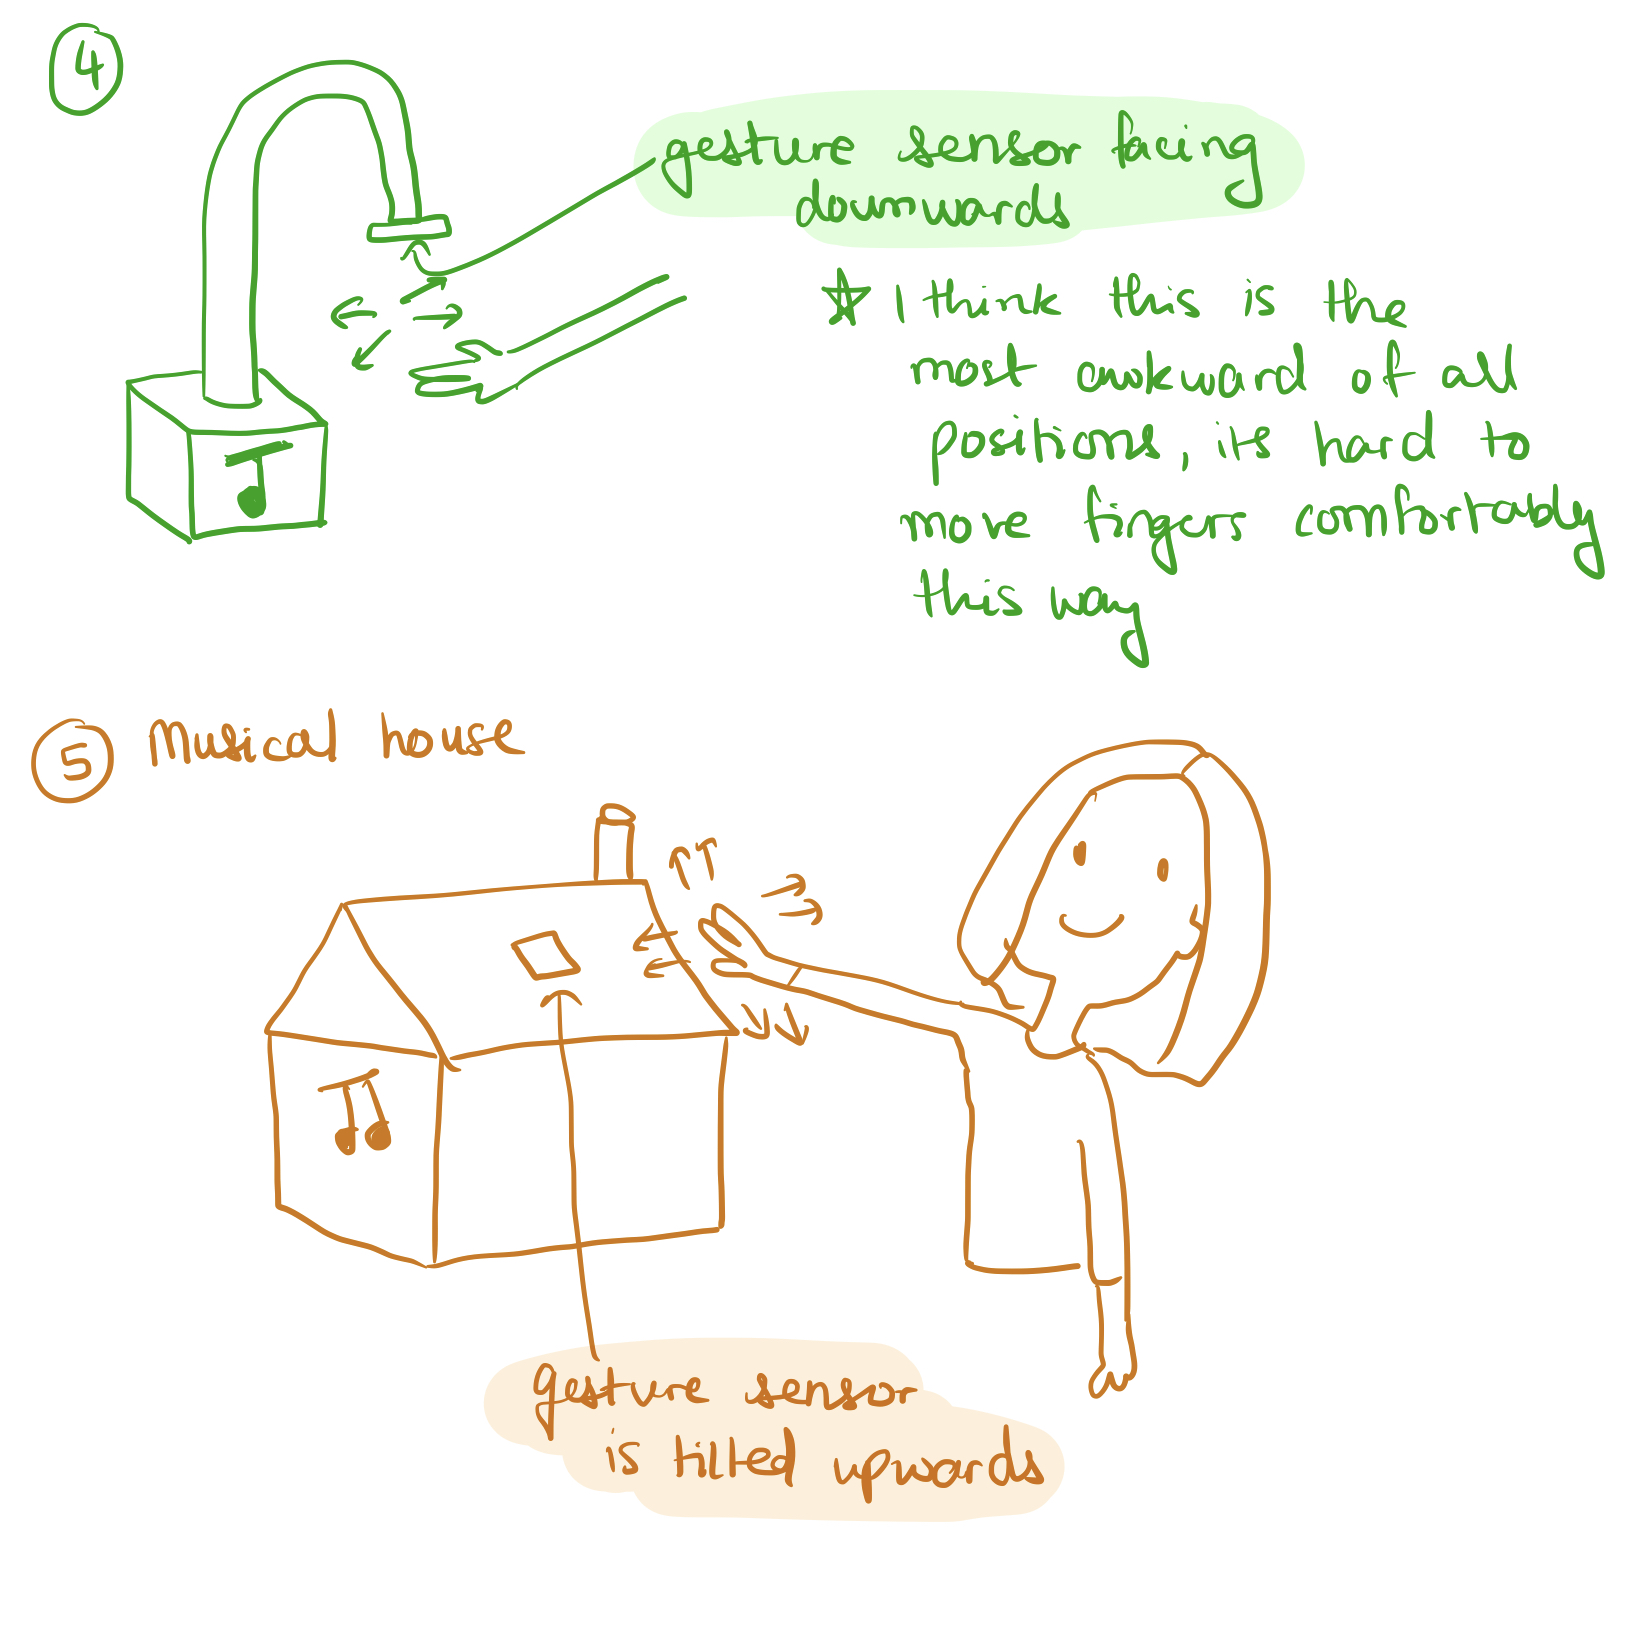 4
gesture sensor facing
downwards
☆ I think this is the
most awkward of all
positions, its hard to
move fingers comfortably
this way
5 Musical house
gesture sensor
is tilted upwards